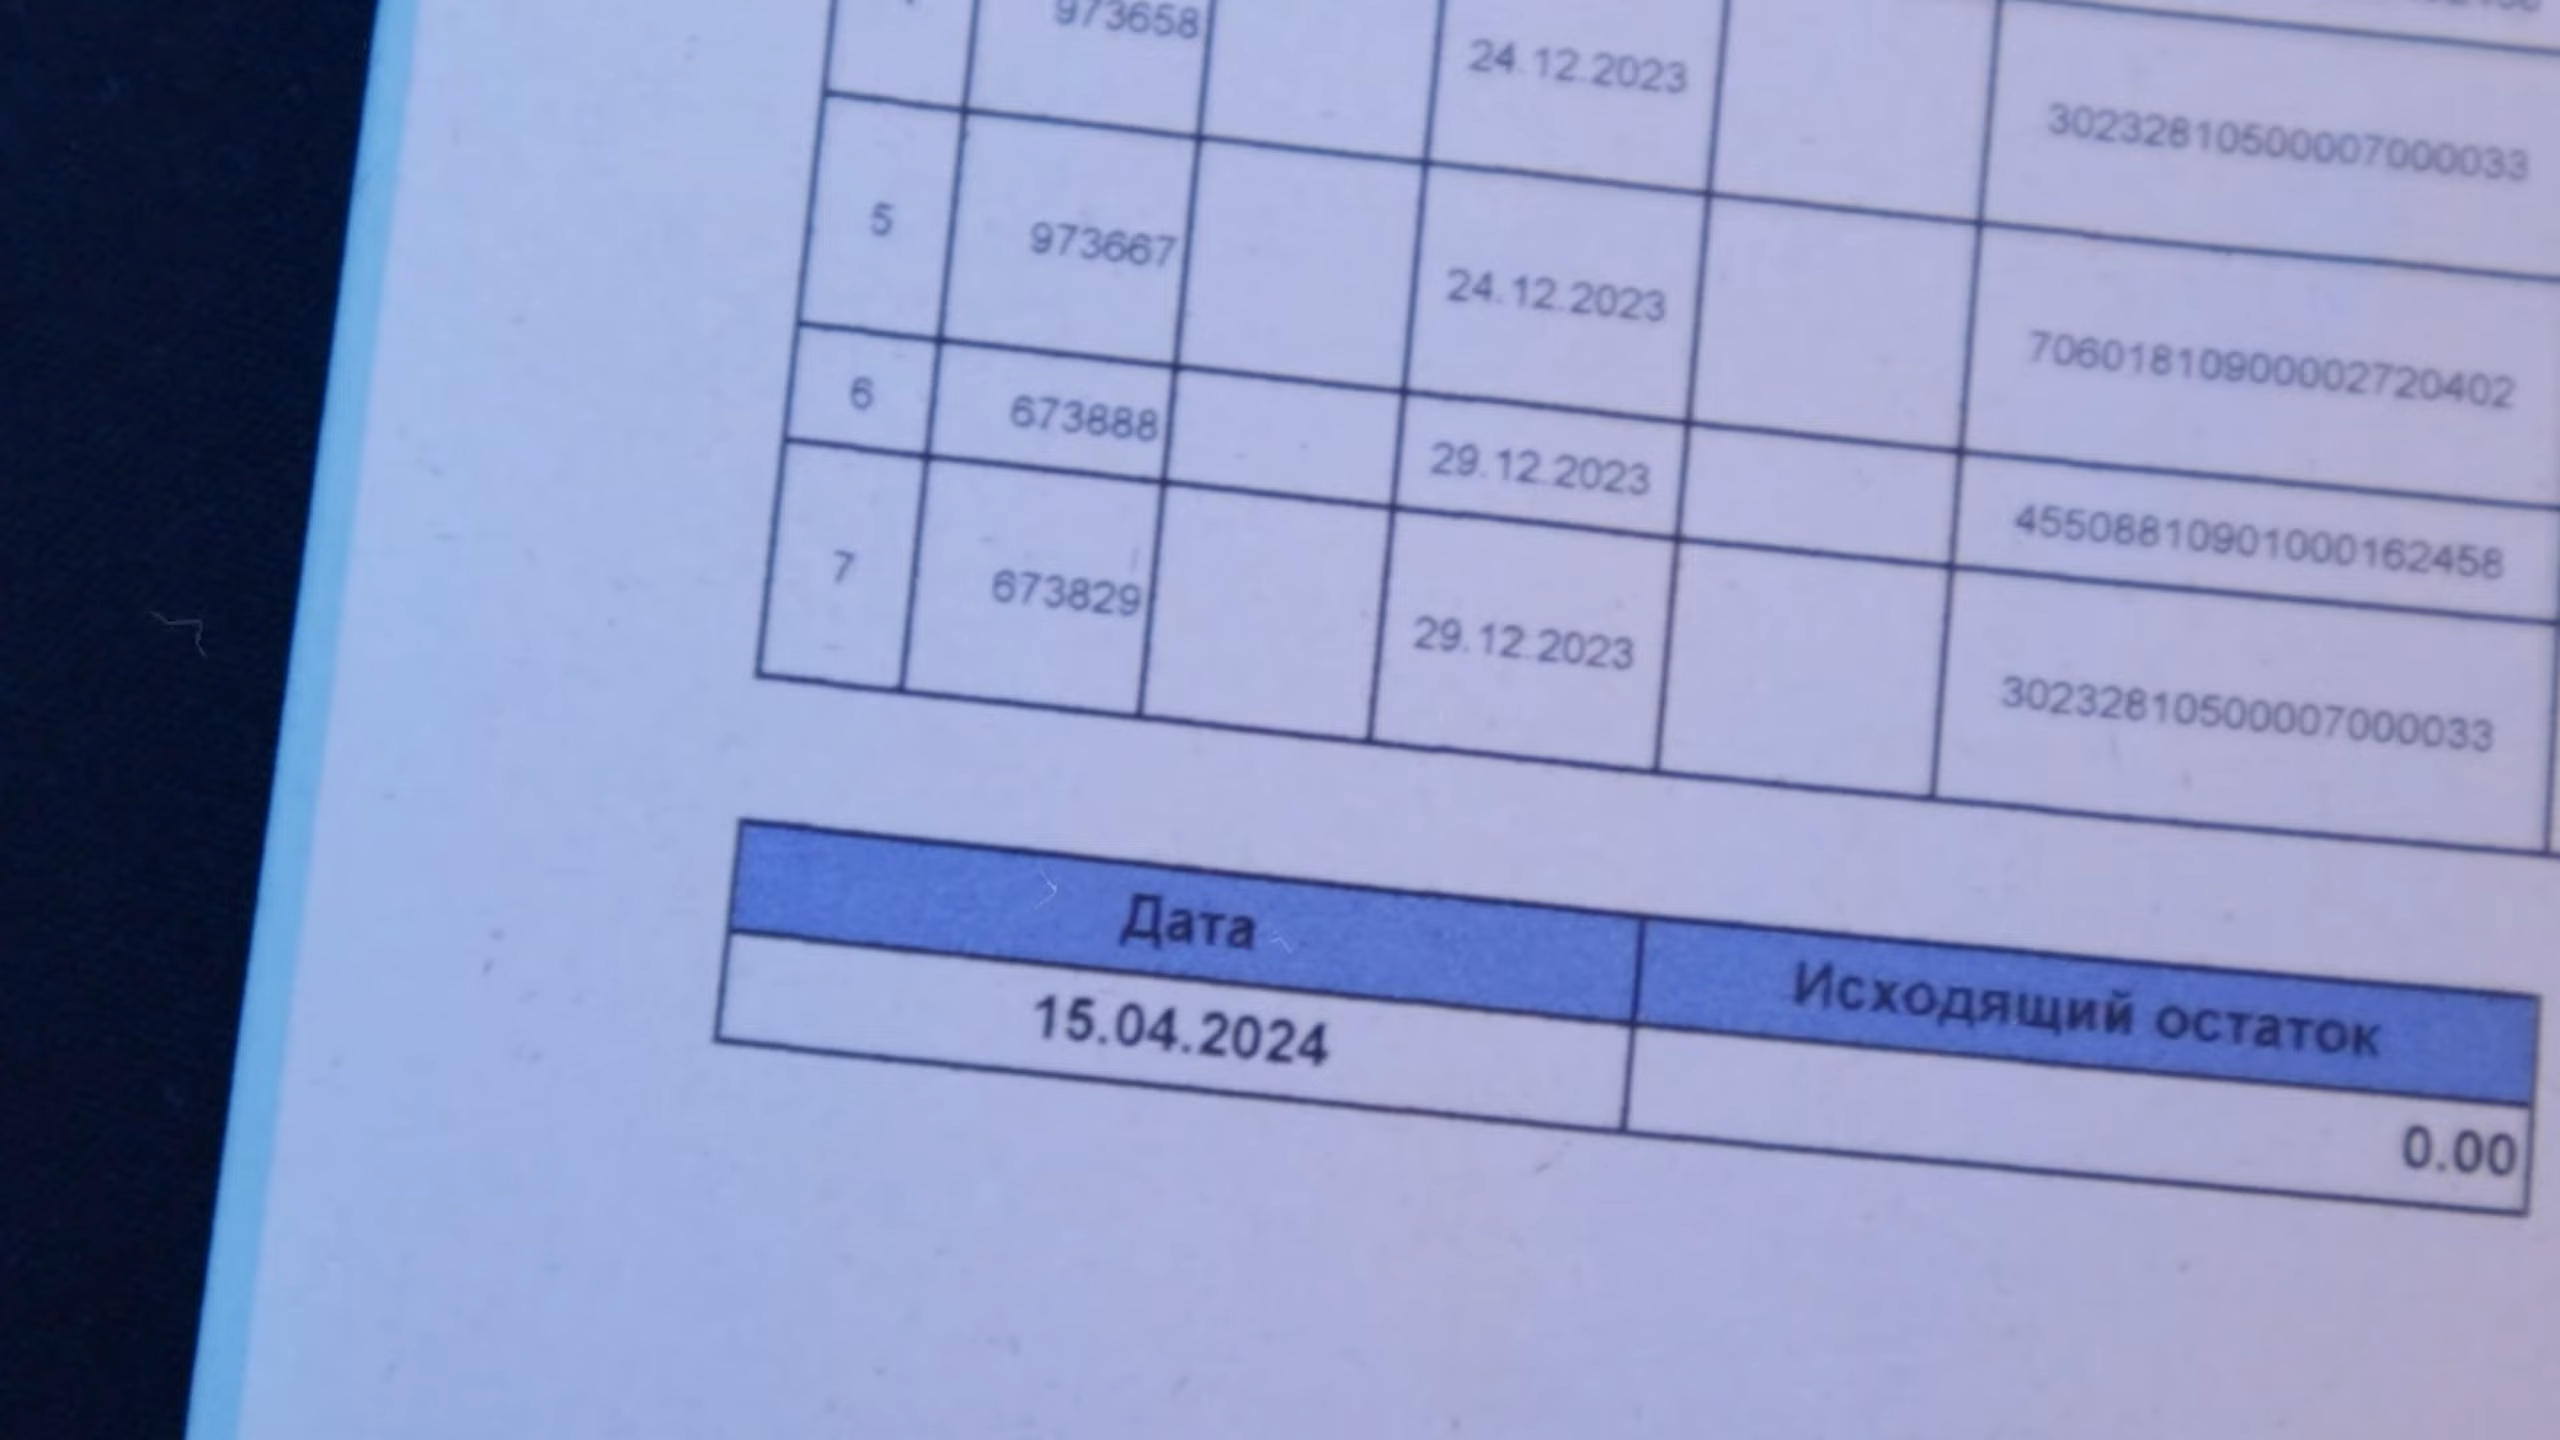 973658 24.12.2023 30232810500007000033
5 973667 24.12.2023 70601810900002720402
6 673888 29.12.2023 45508810901000162458
7 673829 29.12.2023 30232810500007000033
Дата Исходящий остаток
15.04.2024 0.00